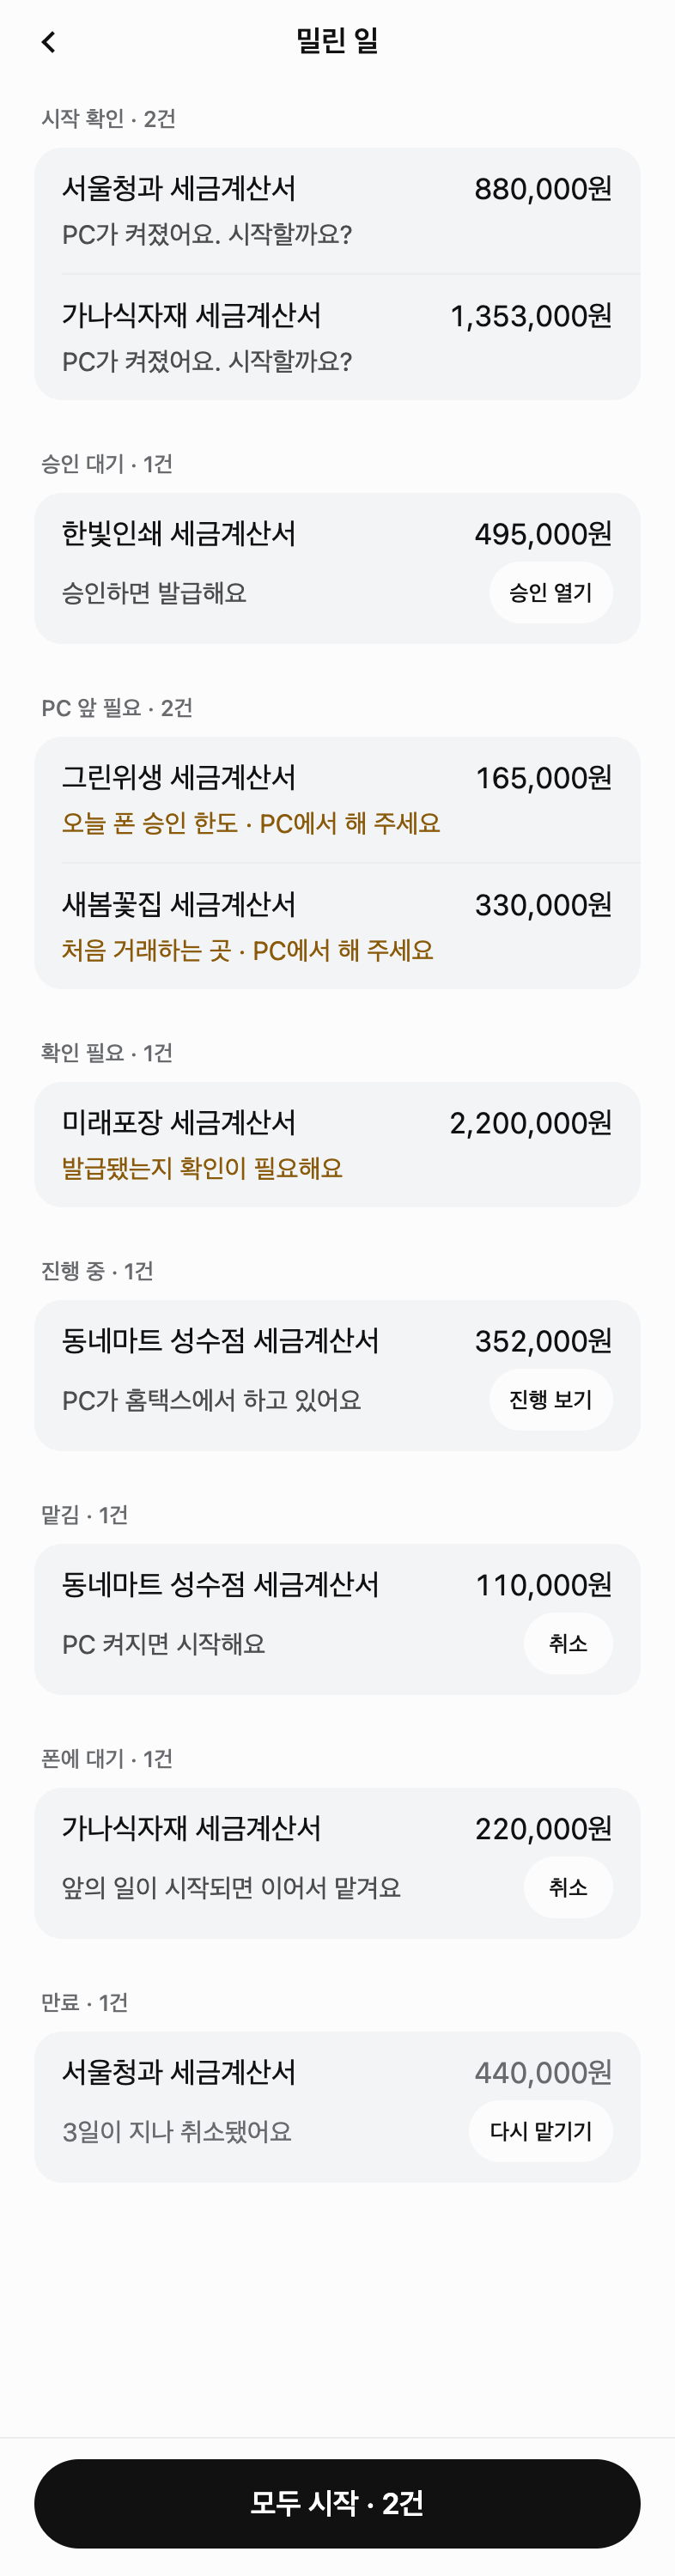 밀린 일
시작 확인 · 2건
서울청과 세금계산서 880,000원
PC가 켜졌어요. 시작할까요?
가나식자재 세금계산서 1,353,000원
PC가 켜졌어요. 시작할까요?
승인 대기 · 1건
한빛인쇄 세금계산서 495,000원
승인하면 발급해요 승인 열기
PC 앞 필요 · 2건
그린위생 세금계산서 165,000원
오늘 폰 승인 한도 · PC에서 해 주세요
새봄꽃집 세금계산서 330,000원
처음 거래하는 곳 · PC에서 해 주세요
확인 필요 · 1건
미래포장 세금계산서 2,200,000원
발급됐는지 확인이 필요해요
진행 중 · 1건
동네마트 성수점 세금계산서 352,000원
PC가 홈택스에서 하고 있어요 진행 보기
맡김 · 1건
동네마트 성수점 세금계산서 110,000원
PC 켜지면 시작해요 취소
폰에 대기 · 1건
가나식자재 세금계산서 220,000원
앞의 일이 시작되면 이어서 맡겨요 취소
만료 · 1건
서울청과 세금계산서 440,000원
3일이 지나 취소됐어요 다시 맡기기
모두 시작 · 2건